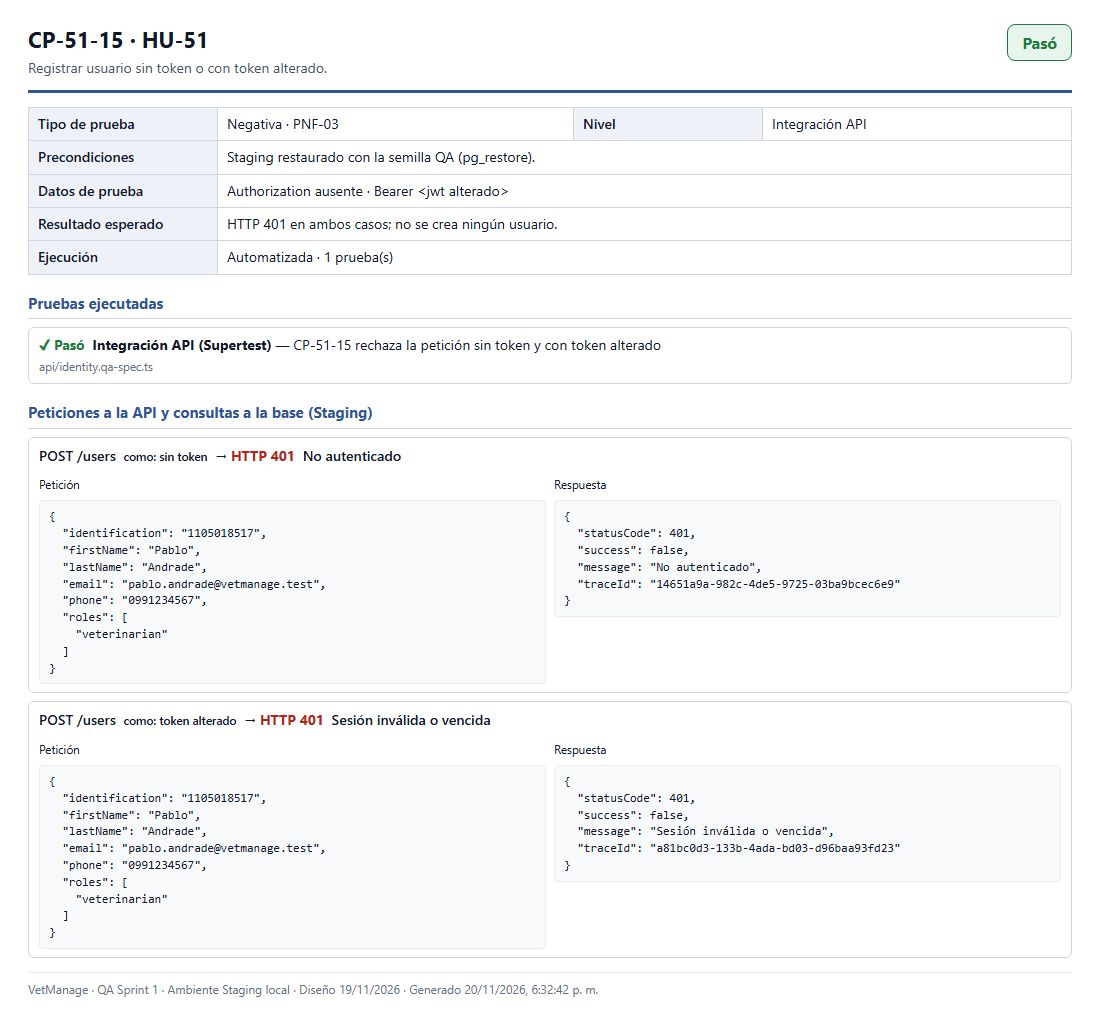 CP-51-15 · HU-51
Pasó
Registrar usuario sin token o con token alterado.
Tipo de prueba Negativa · PNF-03 Nivel Integración API
Precondiciones Staging restaurado con la semilla QA (pg_restore).
Datos de prueba Authorization ausente · Bearer <jwt alterado>
Resultado esperado HTTP 401 en ambos casos; no se crea ningún usuario.
Ejecución Automatizada · 1 prueba(s)
Pruebas ejecutadas
✓ Pasó Integración API (Supertest) — CP-51-15 rechaza la petición sin token y con token alterado
api/identity.qa-spec.ts
Peticiones a la API y consultas a la base (Staging)
POST /users como: sin token → HTTP 401 No autenticado
Petición
{
  "identification": "1105018517",
  "firstName": "Pablo",
  "lastName": "Andrade",
  "email": "pablo.andrade@vetmanage.test",
  "phone": "0991234567",
  "roles": [
    "veterinarian"
  ]
}
Respuesta
{
  "statusCode": 401,
  "success": false,
  "message": "No autenticado",
  "traceId": "14651a9a-982c-4de5-9725-03ba9bcec6e9"
}
POST /users como: token alterado → HTTP 401 Sesión inválida o vencida
Petición
{
  "identification": "1105018517",
  "firstName": "Pablo",
  "lastName": "Andrade",
  "email": "pablo.andrade@vetmanage.test",
  "phone": "0991234567",
  "roles": [
    "veterinarian"
  ]
}
Respuesta
{
  "statusCode": 401,
  "success": false,
  "message": "Sesión inválida o vencida",
  "traceId": "a81bc0d3-133b-4ada-bd03-d96baa93fd23"
}
VetManage · QA Sprint 1 · Ambiente Staging local · Diseño 19/11/2026 · Generado 20/11/2026, 6:32:42 p. m.